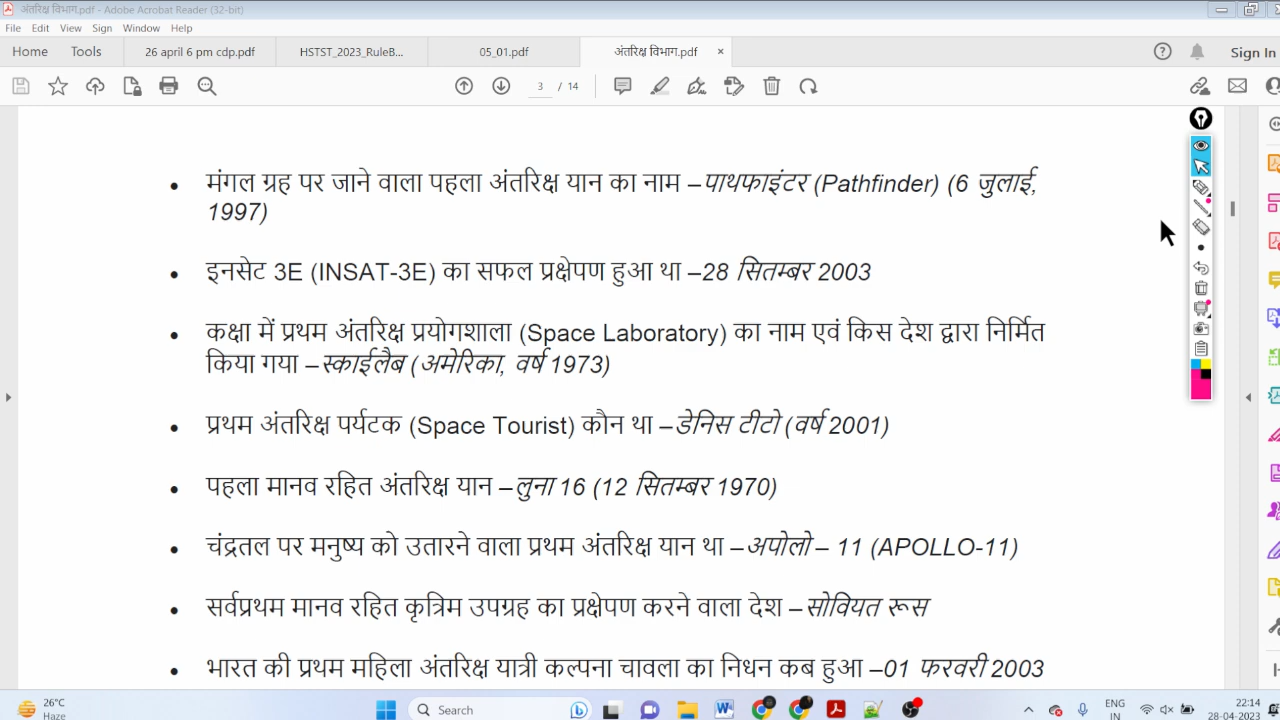 अंतरिक्ष विभाग.pdf - Adobe Acrobat Reader (32-bit)
File Edit View Sign Window Help
Home Tools 26 april 6 pm cdp.pdf HSTST_2023_RuleB... 05_01.pdf अंतरिक्ष विभाग.pdf × Sign In
3 / 14
• मंगल ग्रह पर जाने वाला पहला अंतरिक्ष यान का नाम –पाथफाइंटर (Pathfinder) (6 जुलाई,
1997)
• इनसेट 3E (INSAT-3E) का सफल प्रक्षेपण हुआ था –28 सितम्बर 2003
• कक्षा में प्रथम अंतरिक्ष प्रयोगशाला (Space Laboratory) का नाम एवं किस देश द्वारा निर्मित
किया गया –स्काईलैब (अमेरिका, वर्ष 1973)
• प्रथम अंतरिक्ष पर्यटक (Space Tourist) कौन था –डेनिस टीटो (वर्ष 2001)
• पहला मानव रहित अंतरिक्ष यान –लुना 16 (12 सितम्बर 1970)
• चंद्रतल पर मनुष्य को उतारने वाला प्रथम अंतरिक्ष यान था –अपोलो – 11 (APOLLO-11)
• सर्वप्रथम मानव रहित कृत्रिम उपग्रह का प्रक्षेपण करने वाला देश –सोवियत रूस
• भारत की प्रथम महिला अंतरिक्ष यात्री कल्पना चावला का निधन कब हुआ –01 फरवरी 2003
26°C
Haze
Search
ENG
IN
22:14
28-04-2023